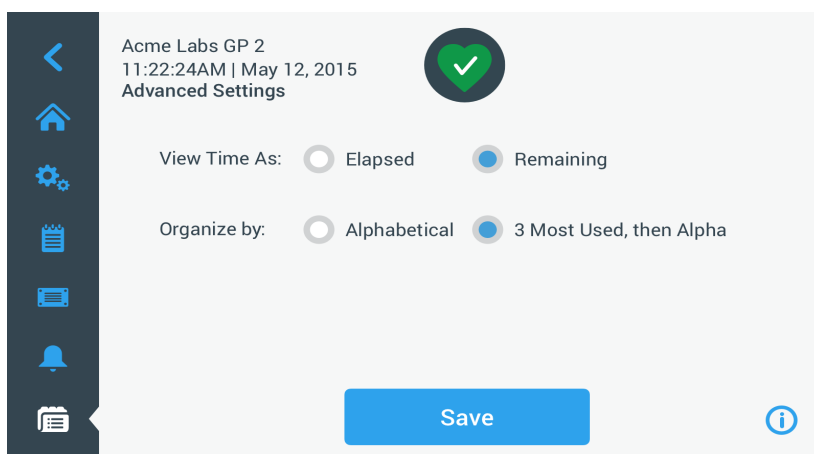 Acme Labs GP 2
11:22:24AM | May 12, 2015
Advanced Settings
View Time As: Elapsed Remaining
Organize by: Alphabetical 3 Most Used, then Alpha
Save